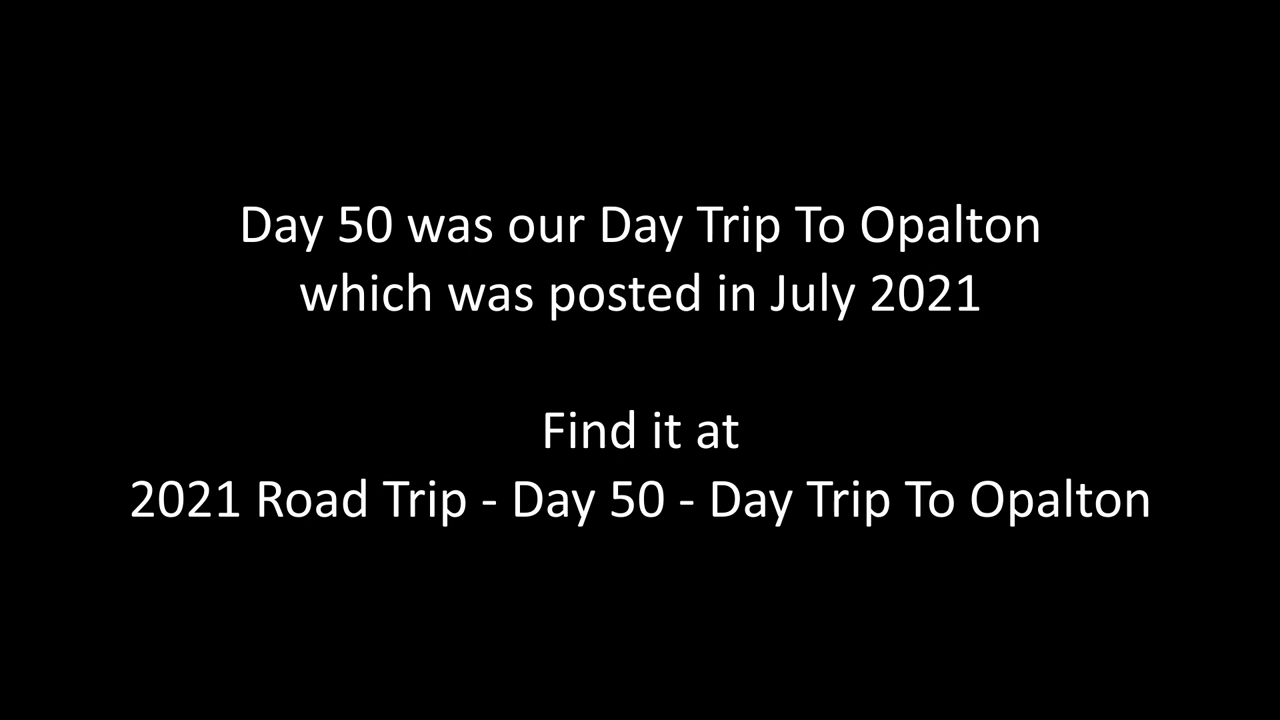 Day 50 was our Day Trip To Opalton
which was posted in July 2021
Find it at
2021 Road Trip - Day 50 - Day Trip To Opalton